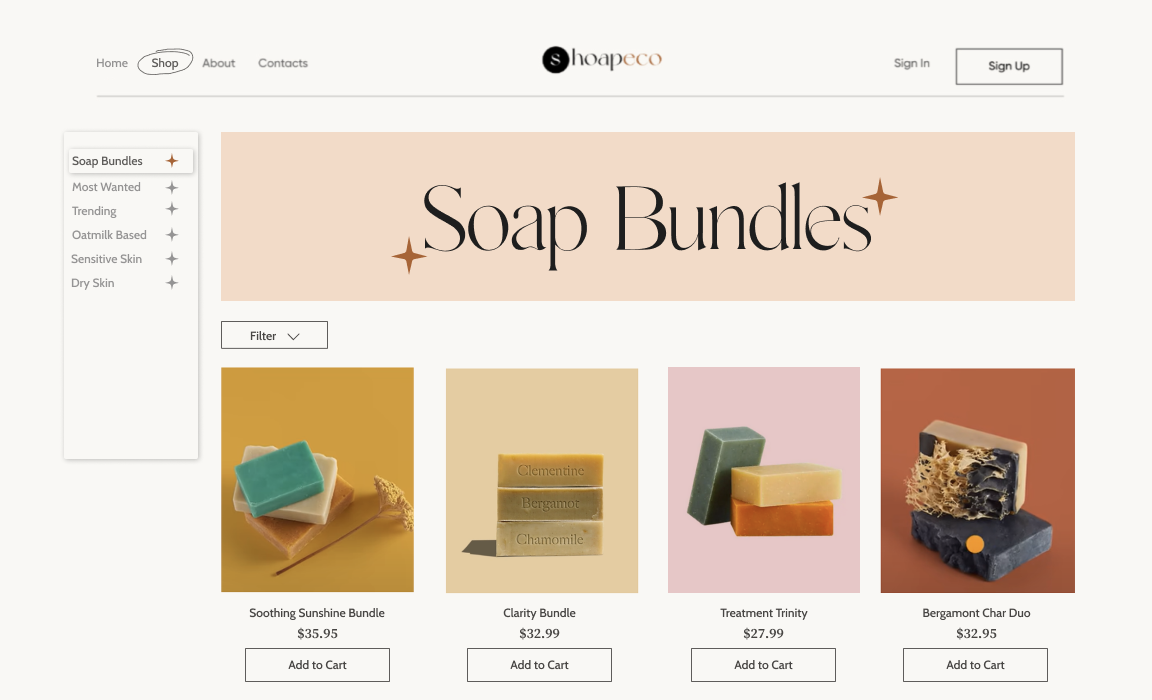 Home Shop About Contacts
shoapeco
Sign In
Sign Up
Soap Bundles
Most Wanted
Trending
Oatmilk Based
Sensitive Skin
Dry Skin
Soap Bundles
Filter
Clementine
Bergamot
Chamomile
Soothing Sunshine Bundle
$35.95
Add to Cart
Clarity Bundle
$32.99
Add to Cart
Treatment Trinity
$27.99
Add to Cart
Bergamont Char Duo
$32.95
Add to Cart